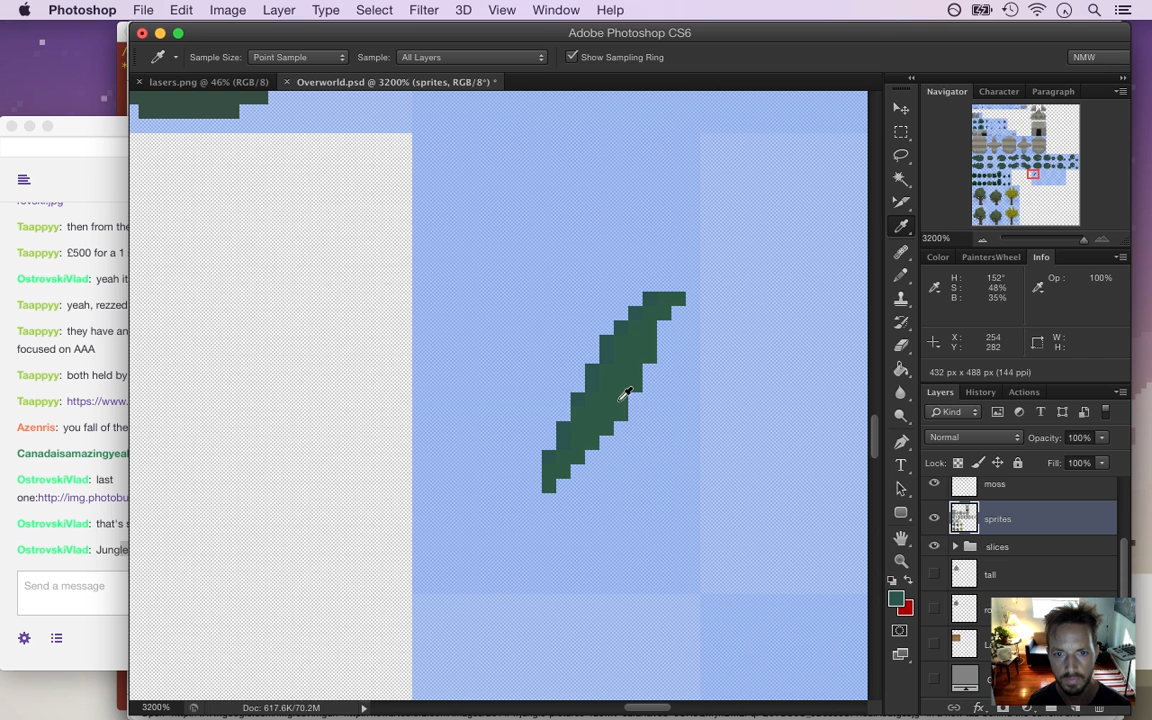 Photoshop File Edit Image Layer Type Select Filter 3D View Window Help
Adobe Photoshop CS6
Sample Size: Point Sample Sample: All Layers Show Sampling Ring NMW
lasers.png @ 46% (RGB/8) Overworld.psd @ 3200% (sprites, RGB/8*) *
Taappyy: then from the
Taappyy: £500 for a 1
OstrovskiVlad: yeah it
Taappyy: yeah, rezzed
Taappyy: they have an
focused on AAA
Taappyy: both held by
Taappyy: https://www.
Azenris: you fall of the
Canadaisamazingyeal
OstrovskiVlad: last
one:http://img.photobu
OstrovskiVlad: that's
OstrovskiVlad: Jungle
Send a message
Navigator Character Paragraph
3200%
Color PaintersWheel Info
H: 152° Op: 100%
S: 48%
B: 35%
X: 254 W:
Y: 282 H:
432 px x 488 px (144 ppi)
Layers History Actions
Kind
Normal Opacity: 100%
Lock: Fill: 100%
moss
sprites
slices
tall
3200% Doc: 617.6K/70.2M